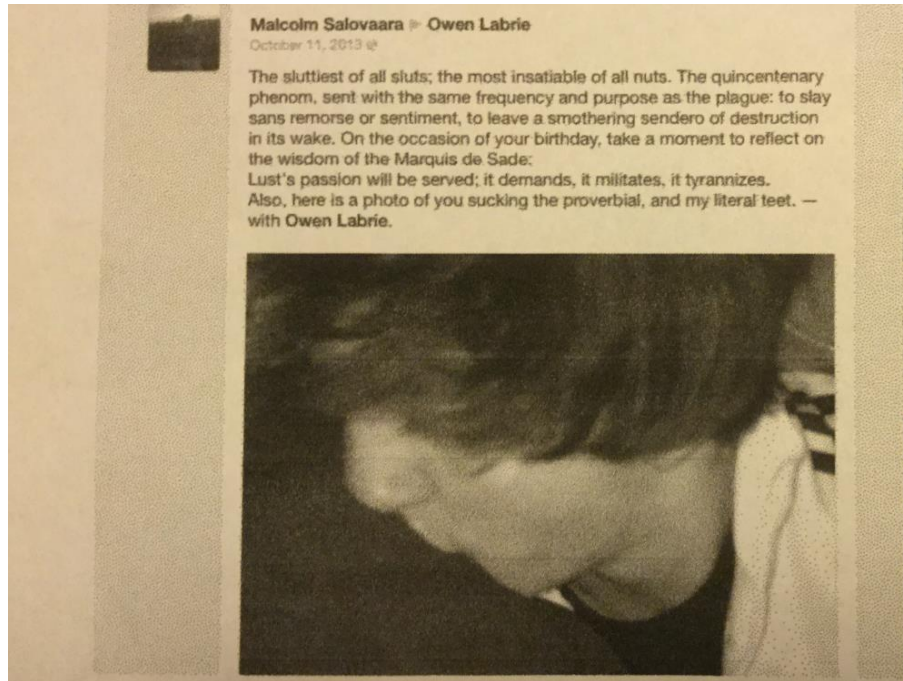 Malcolm Salovaara ▸ Owen Labrie
October 11, 2013
The sluttiest of all sluts; the most insatiable of all nuts. The quincentenary
phenom, sent with the same frequency and purpose as the plague: to slay
sans remorse or sentiment, to leave a smothering sendero of destruction
in its wake. On the occasion of your birthday, take a moment to reflect on
the wisdom of the Marquis de Sade:
Lust's passion will be served; it demands, it militates, it tyrannizes.
Also, here is a photo of you sucking the proverbial, and my literal teet. —
with Owen Labrie.